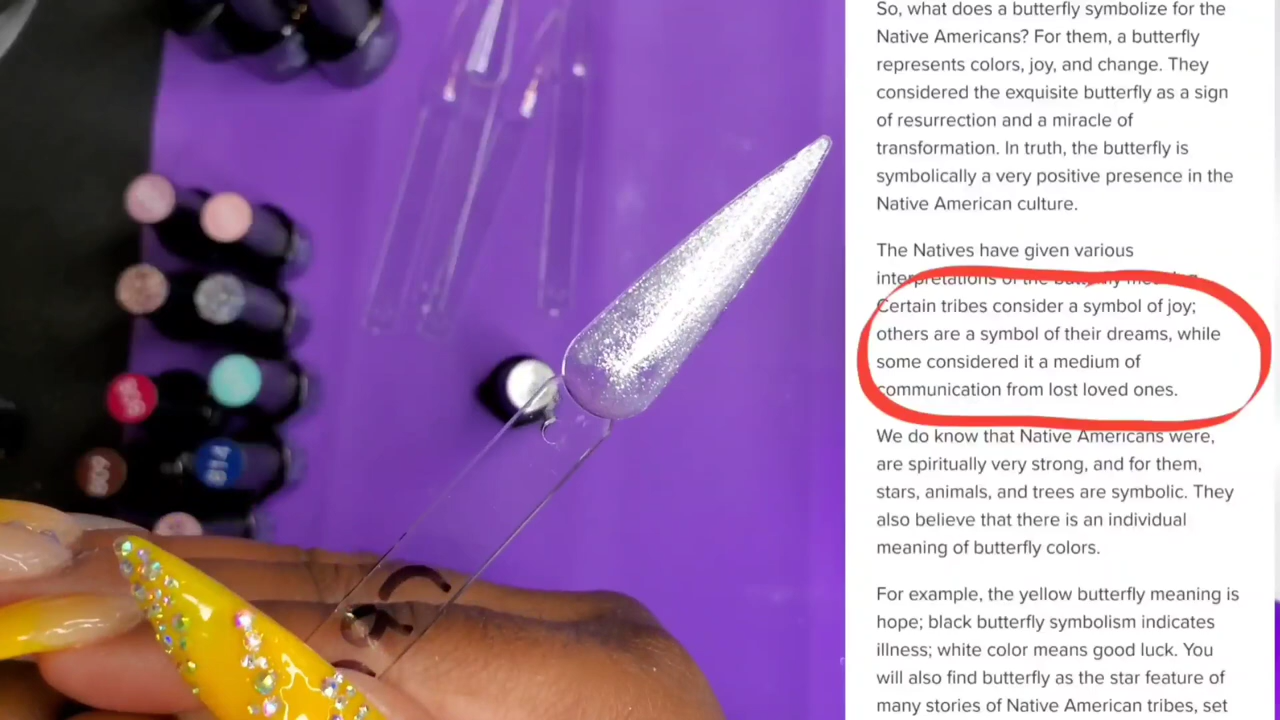 So, what does a butterfly symbolize for the
Native Americans? For them, a butterfly
represents colors, joy, and change. They
considered the exquisite butterfly as a sign
of resurrection and a miracle of
transformation. In truth, the butterfly is
symbolically a very positive presence in the
Native American culture.
The Natives have given various
interpretations of the butterfly meaning.
Certain tribes consider a symbol of joy;
others are a symbol of their dreams, while
some considered it a medium of
communication from lost loved ones.
We do know that Native Americans were,
are spiritually very strong, and for them,
stars, animals, and trees are symbolic. They
also believe that there is an individual
meaning of butterfly colors.
For example, the yellow butterfly meaning is
hope; black butterfly symbolism indicates
illness; white color means good luck. You
will also find butterfly as the star feature of
many stories of Native American tribes, set
814